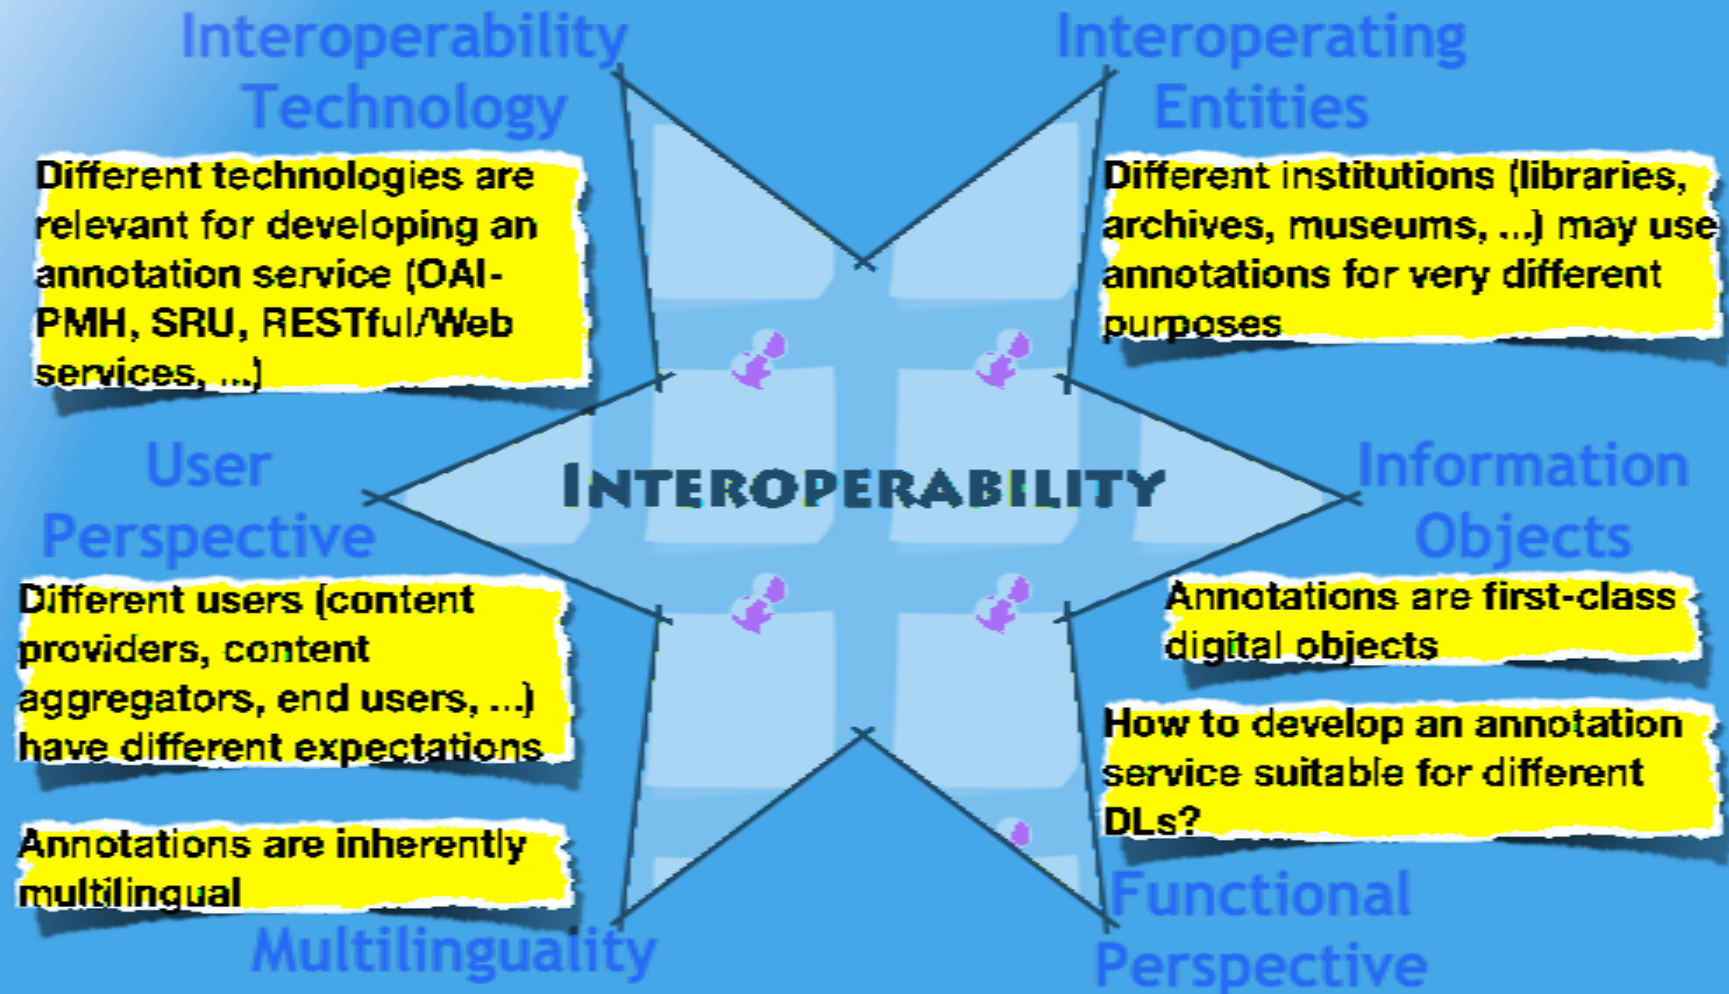 Interoperability
Technology
Different technologies are
relevant for developing an
annotation service (OAI-
PMH, SRU, RESTful/Web
services, ...)
Interoperating
Entities
Different institutions (libraries,
archives, museums, ...) may use
annotations for very different
purposes
INTEROPERABILITY
User
Perspective
Different users (content
providers, content
aggregators, end users, ...)
have different expectations
Information
Objects
Annotations are first-class
digital objects
Annotations are inherently
multilingual
Multilinguality
How to develop an annotation
service suitable for different
DLs?
Functional
Perspective